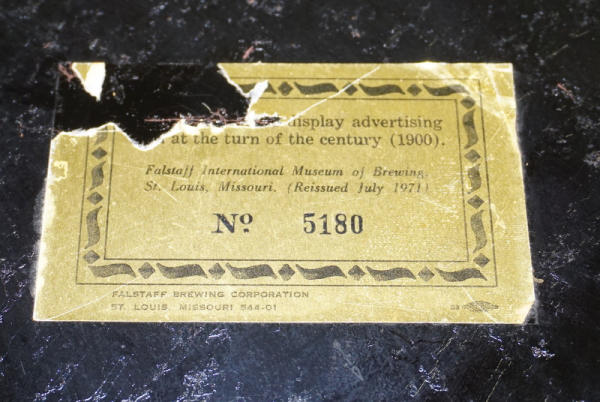 display advertising
at the turn of the century (1900).
Falstaff International Museum of Brewing,
St. Louis, Missouri. (Reissued July 1971)
Nº 5180
FALSTAFF BREWING CORPORATION
ST. LOUIS, MISSOURI 544-01